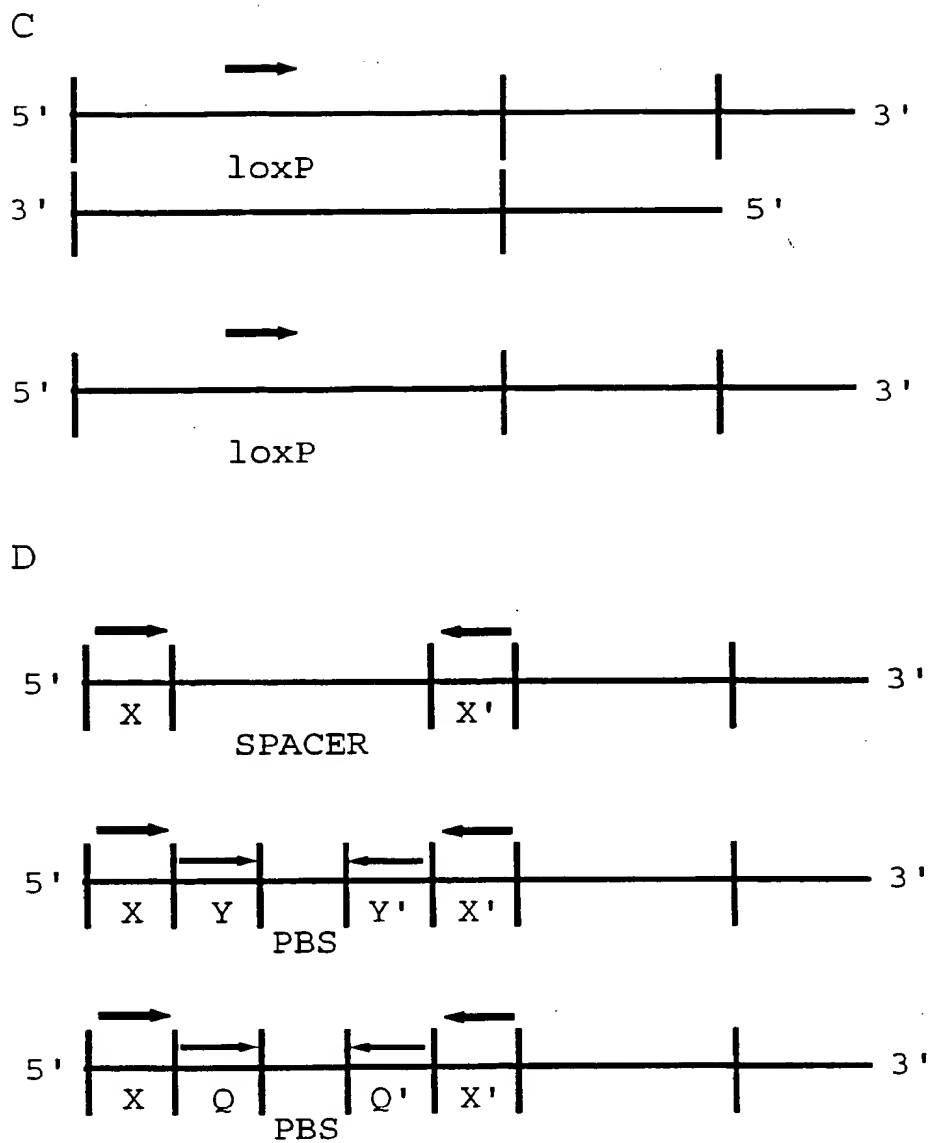 C
5' 3'
loxP
3' 5'
5' 3'
loxP
D
5' 3'
X X'
SPACER
5' 3'
X Y Y' X'
PBS
5' 3'
X Q Q' X'
PBS